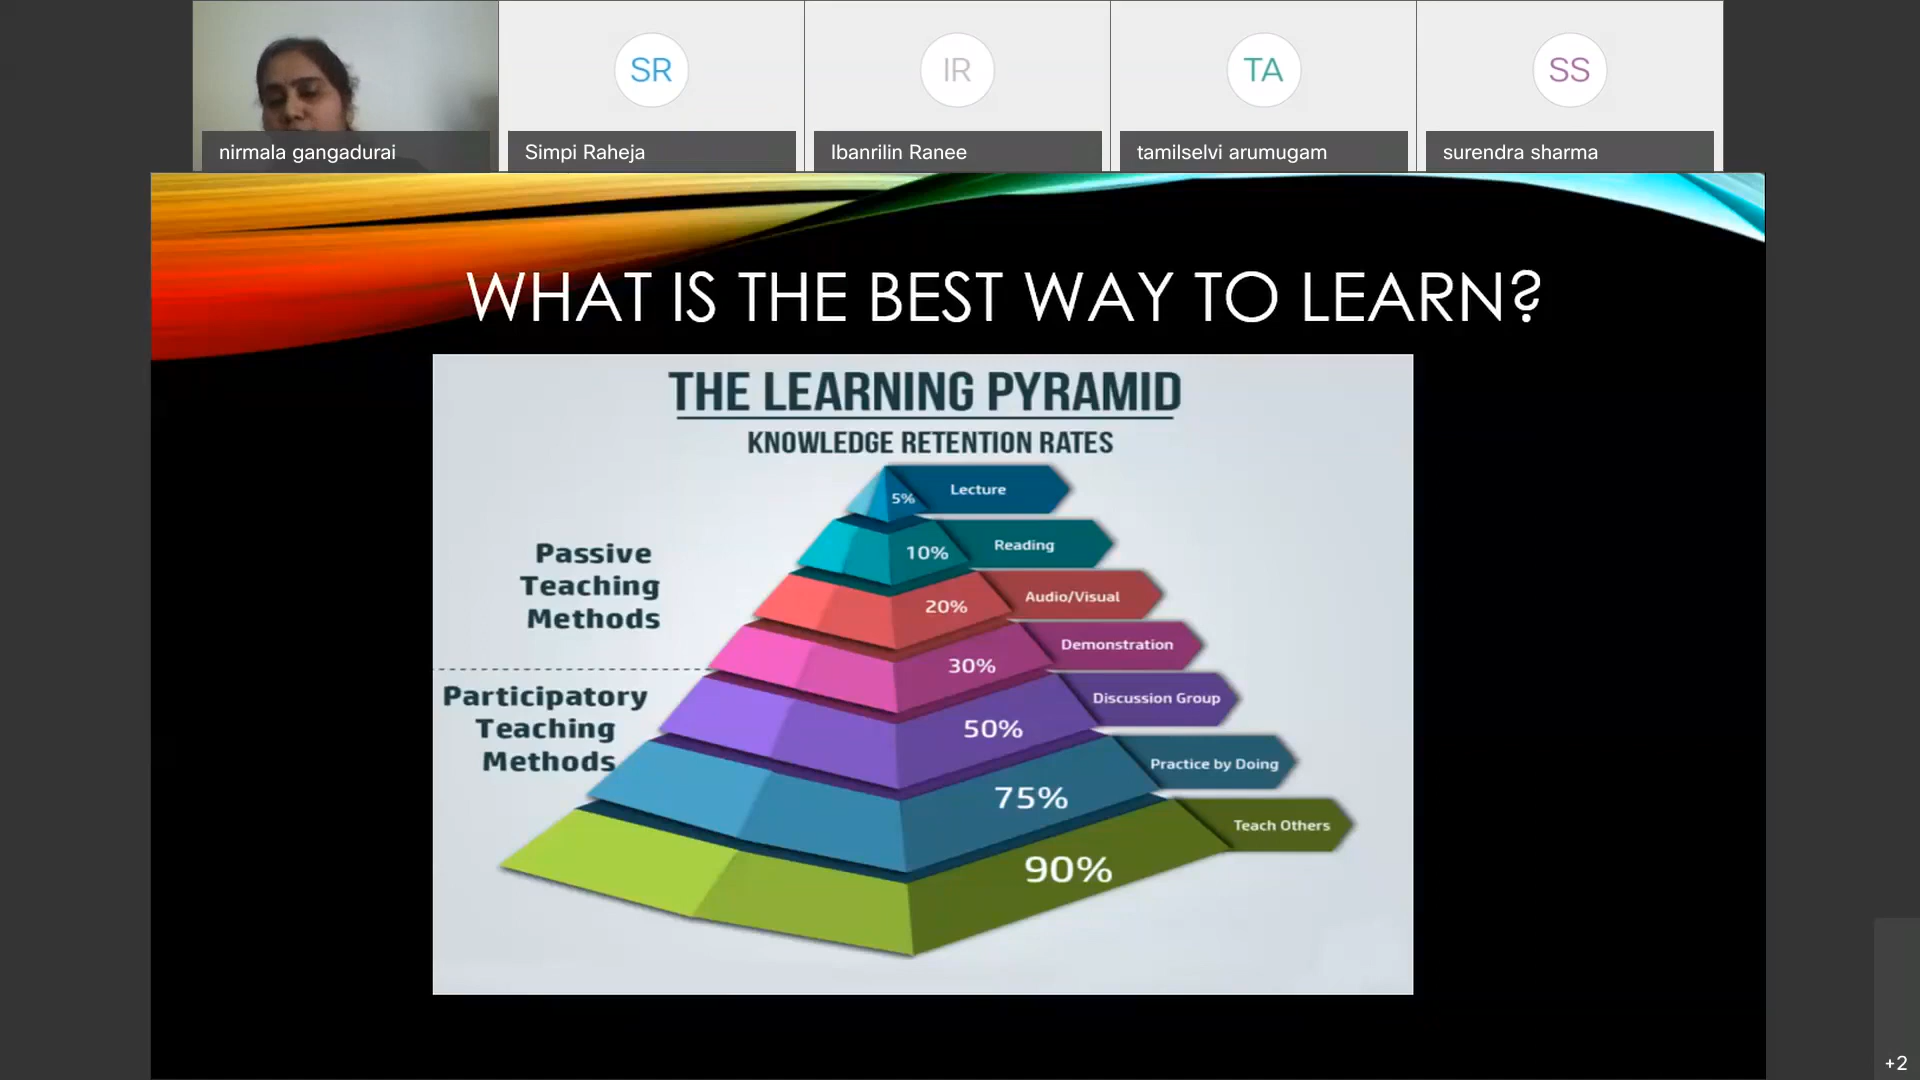 SR
IR
TA
SS
nirmala gangadurai
Simpi Raheja
Ibanrilin Ranee
tamilselvi arumugam
surendra sharma
WHAT IS THE BEST WAY TO LEARN?
THE LEARNING PYRAMID
KNOWLEDGE RETENTION RATES
5%
Lecture
10%
Reading
20%
Audio/Visual
30%
Demonstration
50%
Discussion Group
75%
Practice by Doing
90%
Teach Others
Passive
Teaching
Methods
Participatory
Teaching
Methods
+2